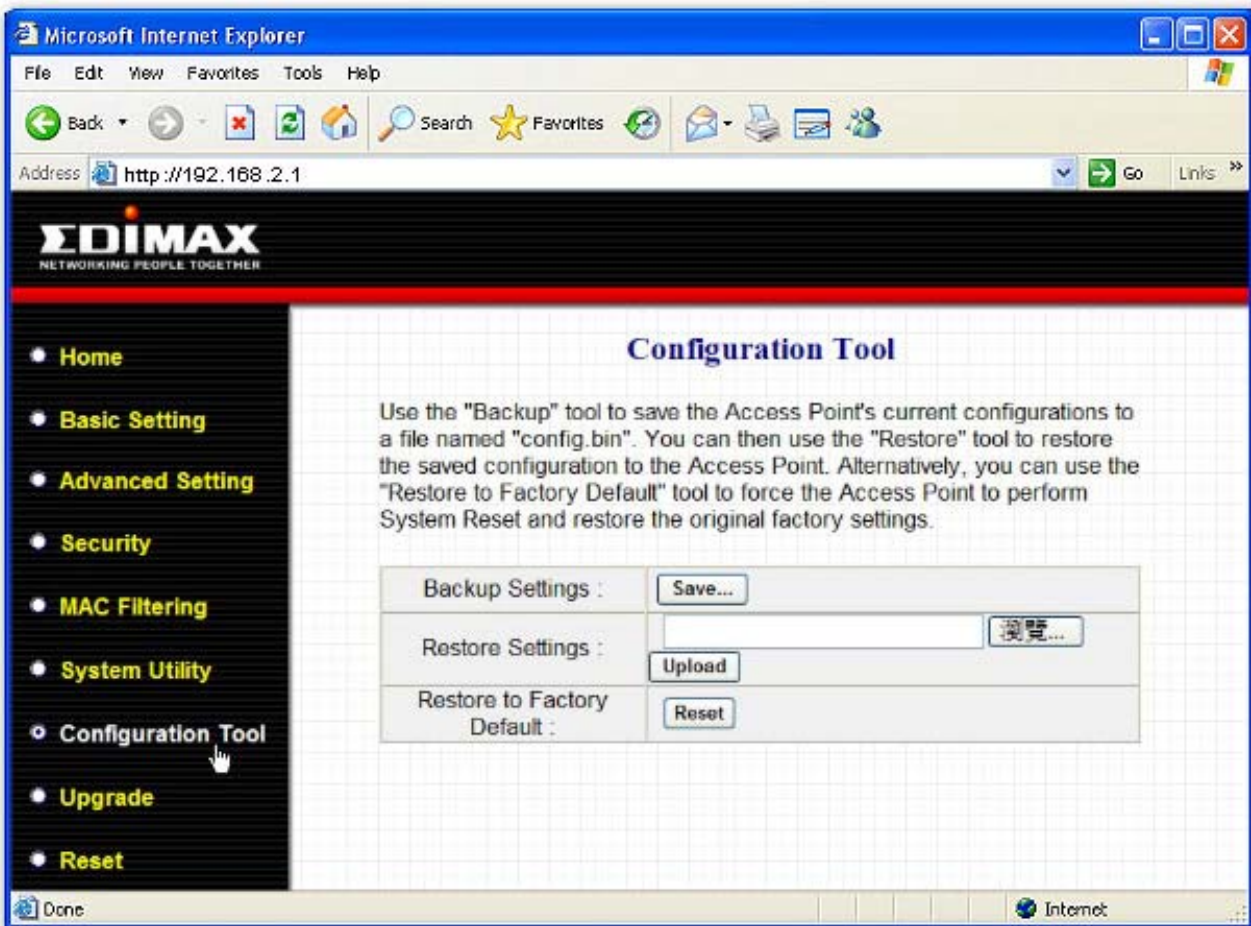 Microsoft Internet Explorer
File Edit View Favorites Tools Help
Back Search Favorites
Address http://192.168.2.1 Go Links »
EDIMAX
NETWORKING PEOPLE TOGETHER
Home
Basic Setting
Advanced Setting
Security
MAC Filtering
System Utility
Configuration Tool
Upgrade
Reset
Configuration Tool
Use the "Backup" tool to save the Access Point's current configurations to
a file named "config.bin". You can then use the "Restore" tool to restore
the saved configuration to the Access Point. Alternatively, you can use the
"Restore to Factory Default" tool to force the Access Point to perform
System Reset and restore the original factory settings.
Backup Settings : Save...
Restore Settings : 瀏覽...
Upload
Restore to Factory
Default : Reset
Done Internet